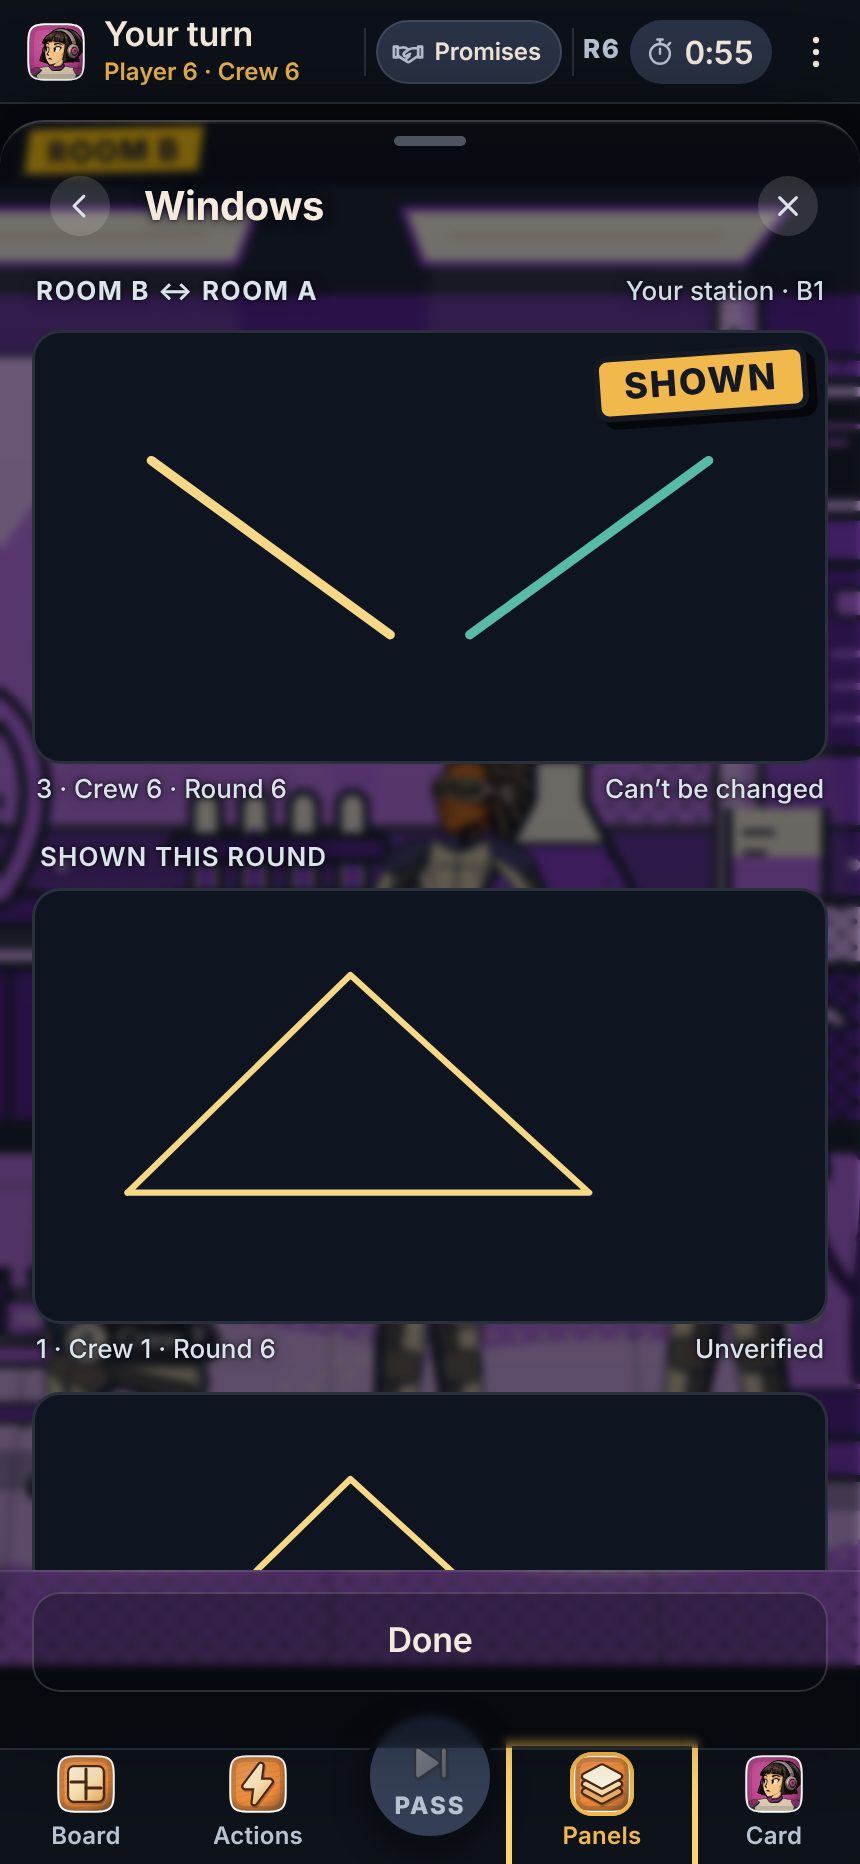 Your turn
Player 6 · Crew 6
Promises
R6
0:55
ROOM B
Windows
ROOM B ↔ ROOM A
Your station · B1
SHOWN
3 · Crew 6 · Round 6
Can’t be changed
SHOWN THIS ROUND
1 · Crew 1 · Round 6
Unverified
Done
Board
Actions
PASS
Panels
Card